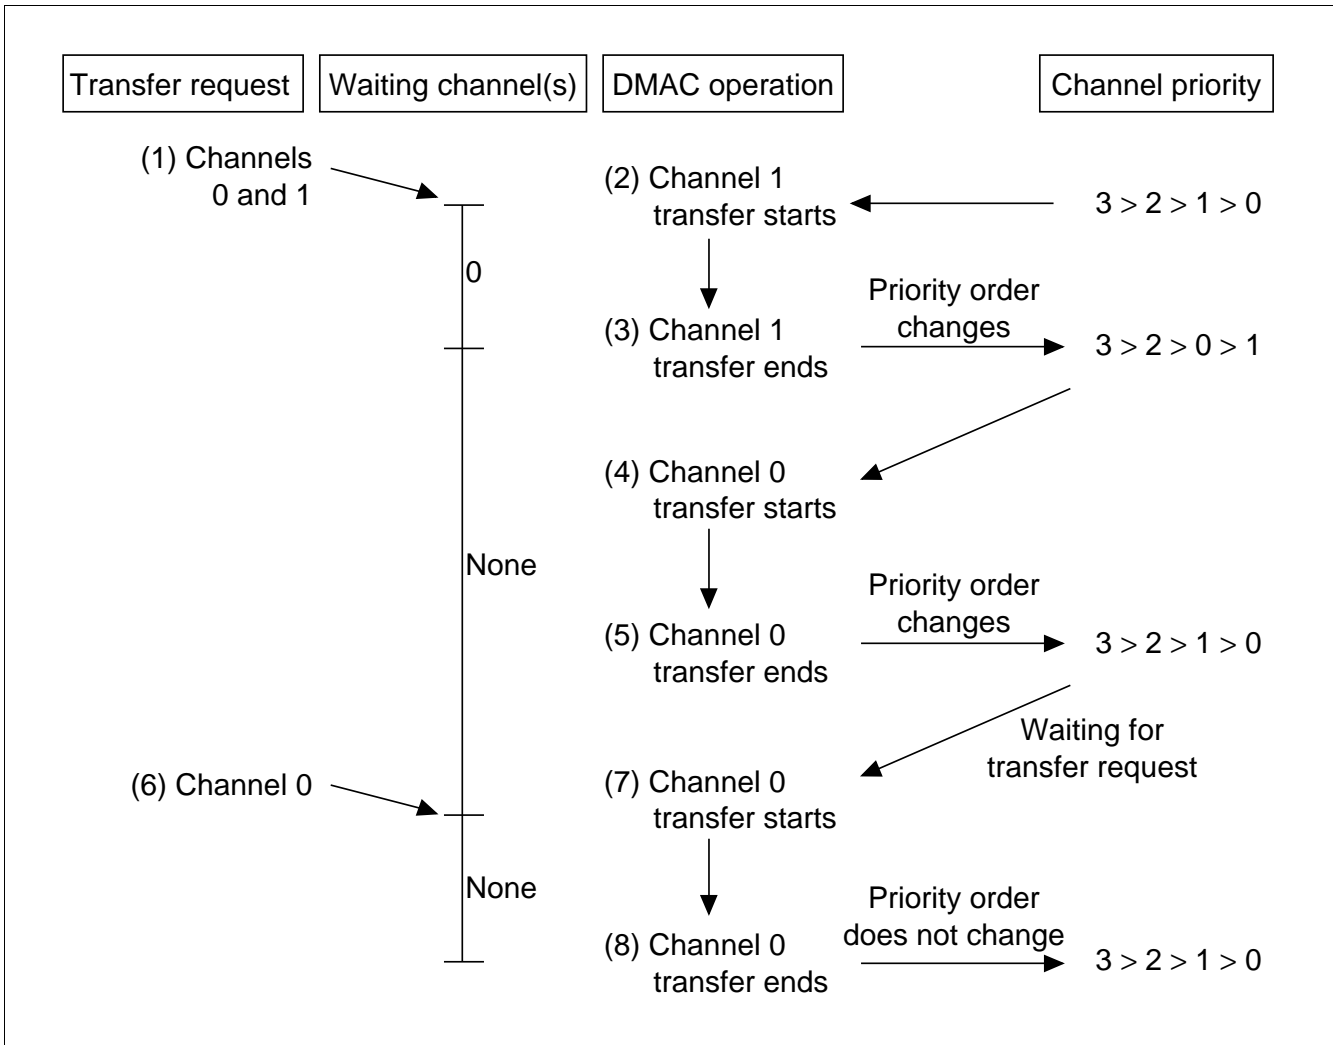 Transfer request
Waiting channel(s)
DMAC operation
Channel priority
(1) Channels
0 and 1
(2) Channel 1
transfer starts
3 > 2 > 1 > 0
0
(3) Channel 1
transfer ends
Priority order
changes
3 > 2 > 0 > 1
(4) Channel 0
transfer starts
None
(5) Channel 0
transfer ends
Priority order
changes
3 > 2 > 1 > 0
Waiting for
transfer request
(6) Channel 0
(7) Channel 0
transfer starts
None
(8) Channel 0
transfer ends
Priority order
does not change
3 > 2 > 1 > 0